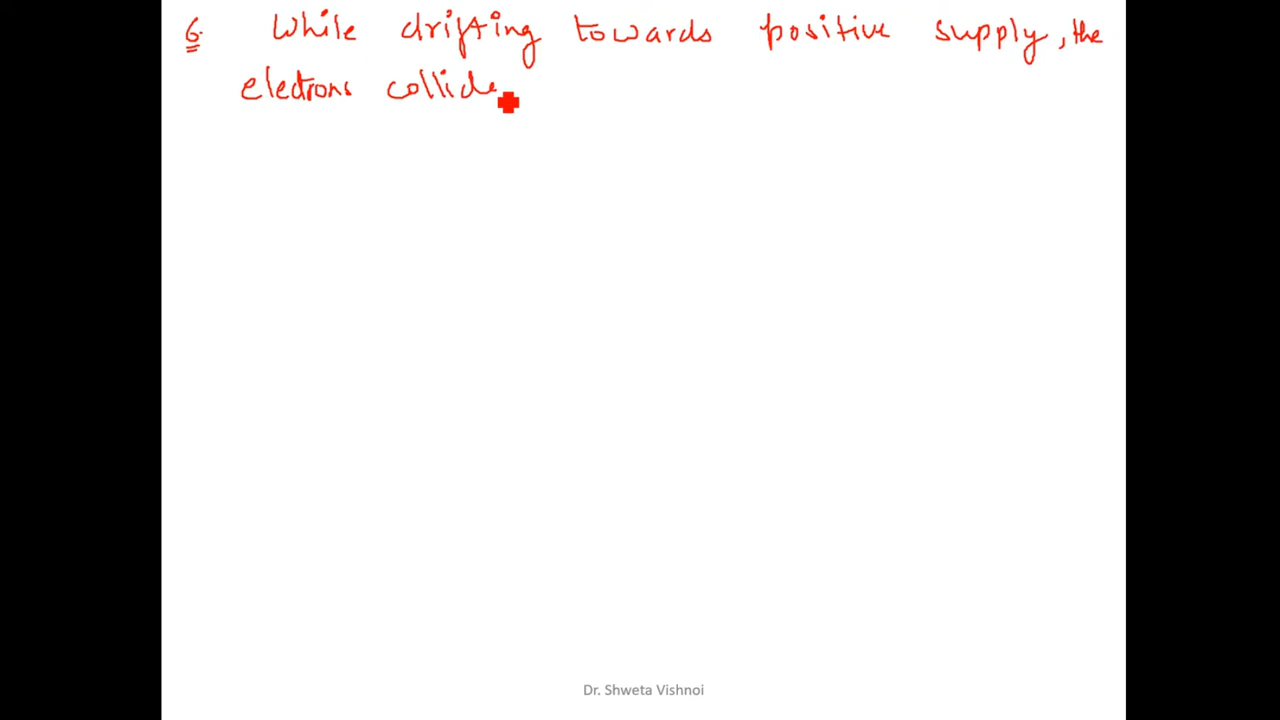 6. While drifting towards positive supply, the
electrons collide
Dr. Shweta Vishnoi